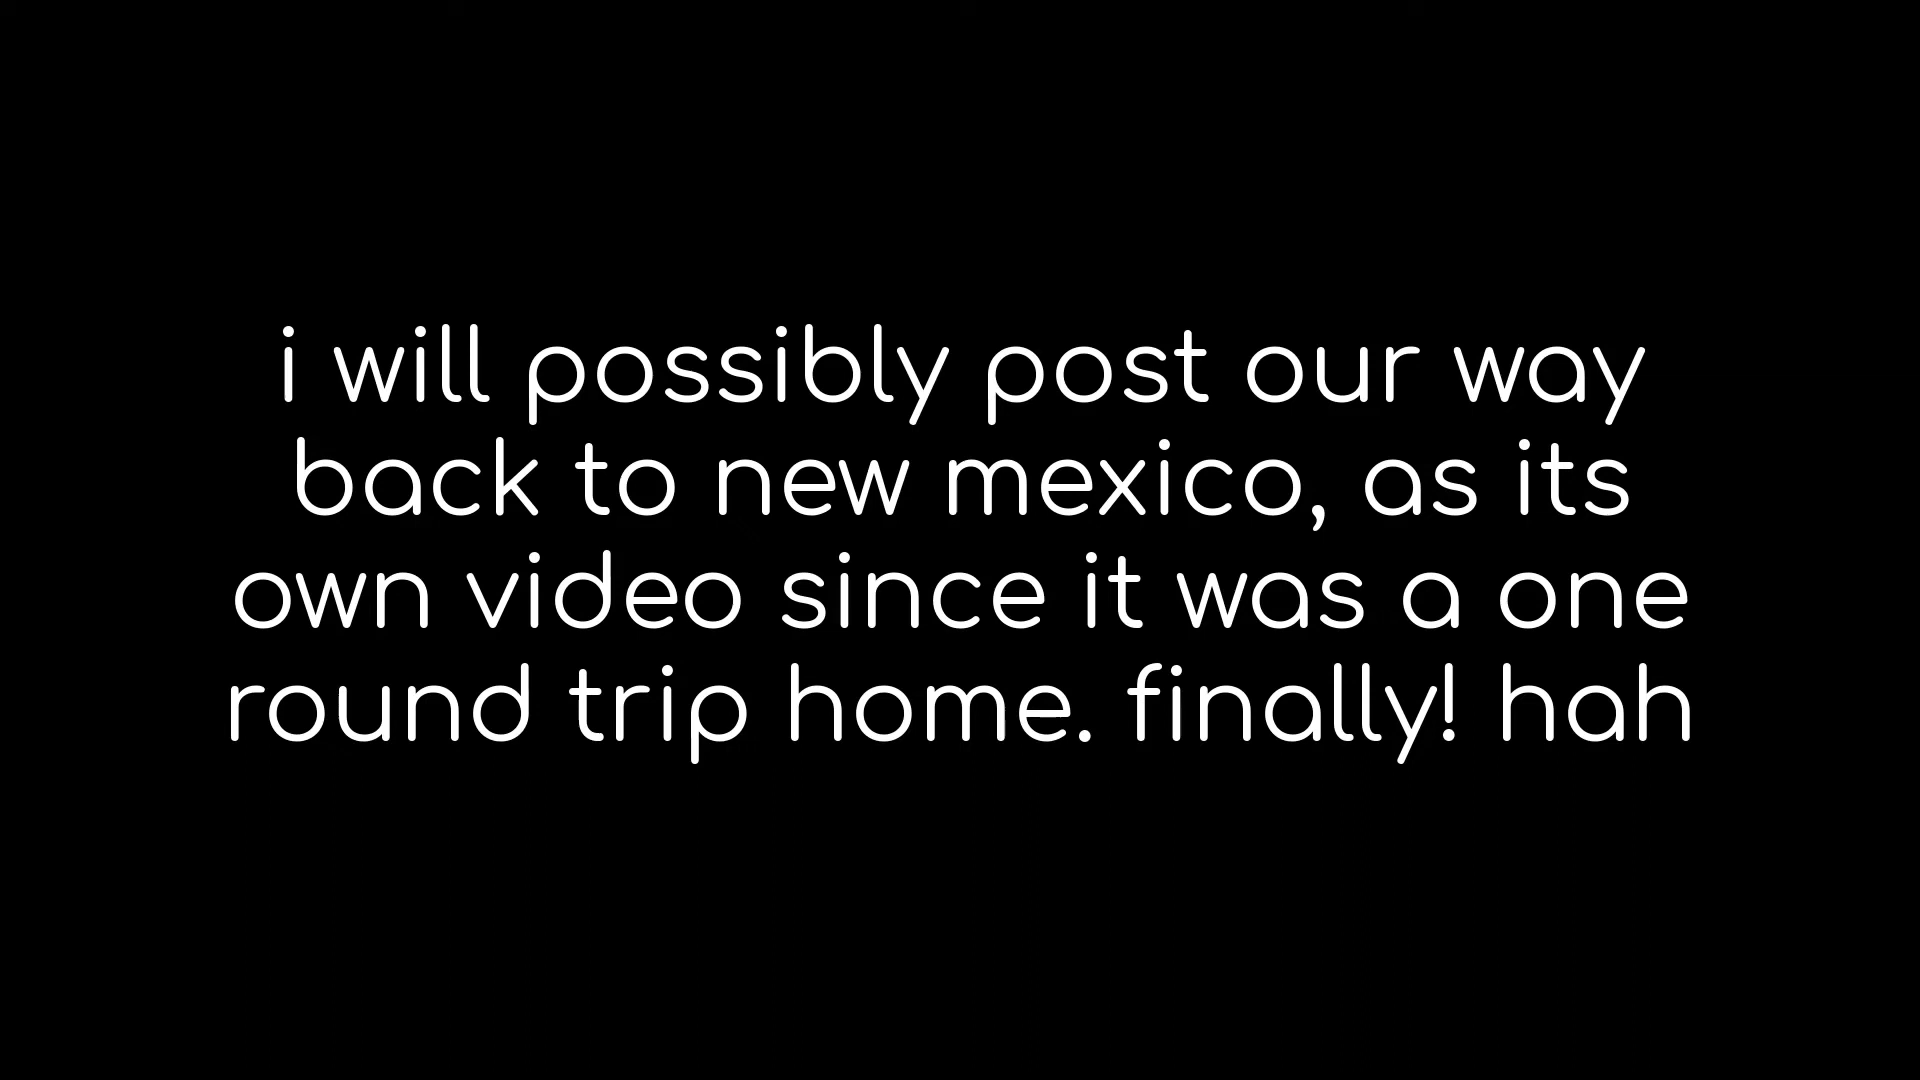 i will possibly post our way
back to new mexico, as its
own video since it was a one
round trip home. finally! hah